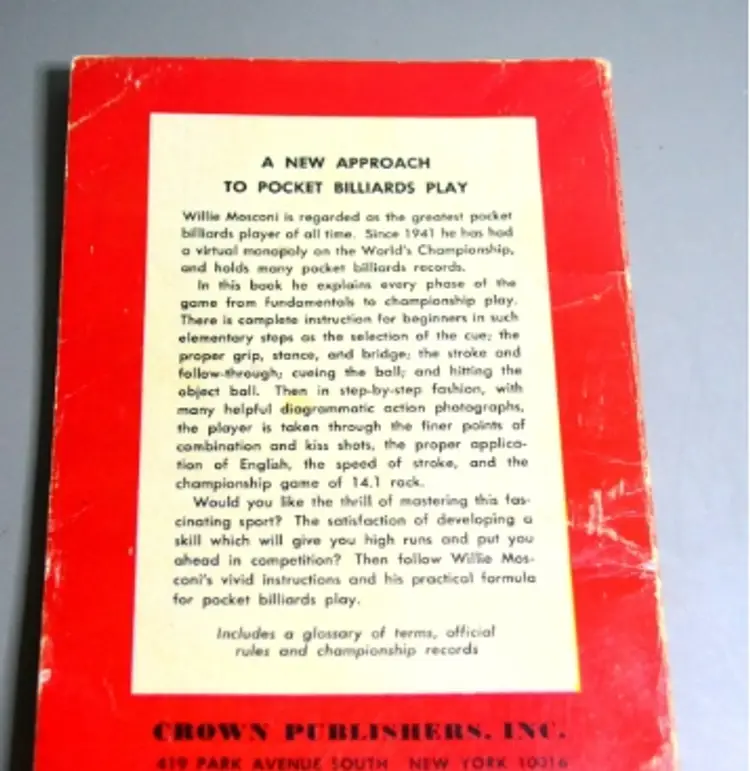 A NEW APPROACH
TO POCKET BILLIARDS PLAY
Willie Mosconi is regarded as the greatest pocket
billiards player of all time. Since 1941 he has had
a virtual monopoly on the World's Championship,
and holds many pocket billiards records.
In this book he explains every phase of the
game from fundamentals to championship play.
There is complete instruction for beginners in such
elementary steps as the selection of the cue; the
proper grip, stance, and bridge; the stroke and
follow-through; cueing the ball; and hitting the
object ball. Then in step-by-step fashion, with
many helpful diagrammatic action photographs,
the player is taken through the finer points of
combination and kiss shots, the proper applica-
tion of English, the speed of stroke, and the
championship game of 14.1 rack.
Would you like the thrill of mastering this fas-
cinating sport? The satisfaction of developing a
skill which will give you high runs and put you
ahead in competition? Then follow Willie Mos-
coni's vivid instructions and his practical formula
for pocket billiards play.
Includes a glossary of terms, official
rules and championship records
CROWN PUBLISHERS, INC.
419 PARK AVENUE SOUTH NEW YORK 10016